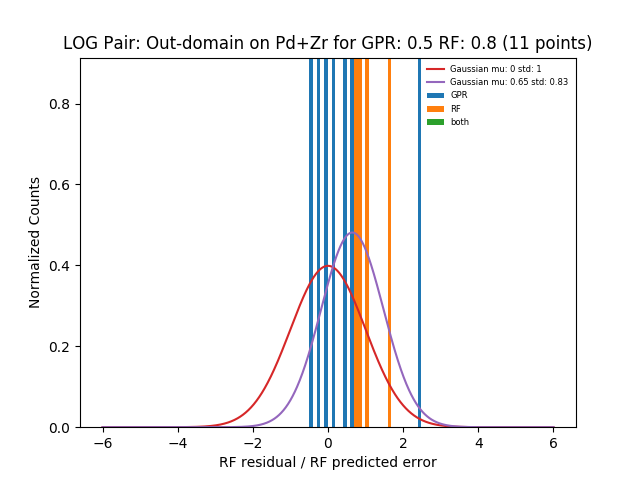 LOG Pair: Out-domain on Pd+Zr for GPR: 0.5 RF: 0.8 (11 points)
Gaussian mu: 0 std: 1
Gaussian mu: 0.65 std: 0.83
GPR
RF
both
0.8
0.6
0.4
0.2
0.0
Normalized Counts
−6
−4
−2
0
2
4
6
RF residual / RF predicted error